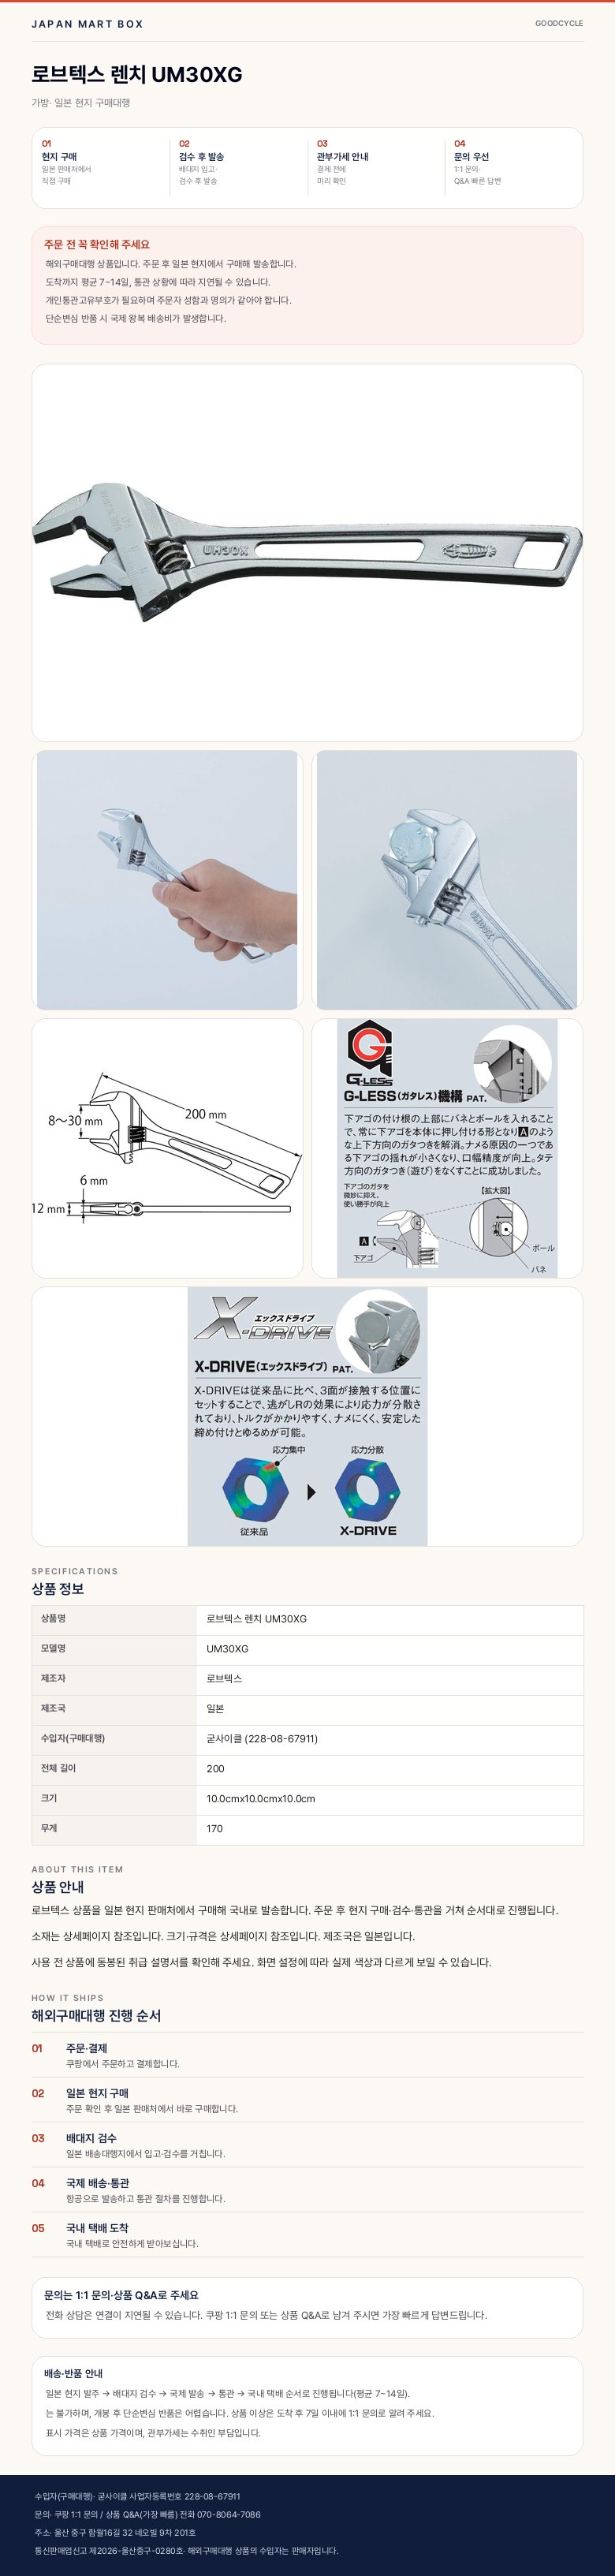 JAPAN MART BOX
GOODCYCLE
로브텍스 렌치 UM30XG
가방· 일본 현지 구매대행
01
현지 구매
일본 판매처에서
직접 구매
02
검수 후 발송
배대지 입고·
검수 후 발송
03
관부가세 안내
결제 전에
미리 확인
04
문의 우선
1:1 문의·
Q&A 빠른 답변
주문 전 꼭 확인해 주세요
해외구매대행 상품입니다. 주문 후 일본 현지에서 구매해 발송합니다.
도착까지 평균 7~14일, 통관 상황에 따라 지연될 수 있습니다.
개인통관고유부호가 필요하며 주문자 성함과 명의가 같아야 합니다.
단순변심 반품 시 국제 왕복 배송비가 발생합니다.
UM30X
8〜30 mm
200 mm
6 mm
12 mm
G-LESS
G-LESS(ガタレス)機構 PAT.
下アゴの付け根の上部にバネとボールを入れること
で、常に下アゴを本体に押し付ける形となりAのよう
な上下方向のガタつきを解消。ナメる原因の一つであ
る下アゴの揺れが小さくなり、口幅精度が向上。タテ
方向のガタつき(遊び)をなくすことに成功しました。
下アゴのガタを
微妙に抑え、
使い勝手が向上
【拡大図】
A
下アゴ
ボール
バネ
エックスドライブ
X-DRIVE
X-DRIVE(エックスドライブ) PAT.
X-DRIVEは従来品に比べ、3面が接触する位置に
セットすることで、逃がしRの効果により応力が分散さ
れており、トルクがかかりやすく、ナメにくく、安定した
締め付けとゆるめが可能。
応力集中
応力分散
従来品
X-DRIVE
SPECIFICATIONS
상품 정보
상품명 로브텍스 렌치 UM30XG
모델명 UM30XG
제조자 로브텍스
제조국 일본
수입자(구매대행) 굳사이클 (228-08-67911)
전체 길이 200
크기 10.0cmx10.0cmx10.0cm
무게 170
ABOUT THIS ITEM
상품 안내
로브텍스 상품을 일본 현지 판매처에서 구매해 국내로 발송합니다. 주문 후 현지 구매·검수·통관을 거쳐 순서대로 진행됩니다.
소재는 상세페이지 참조입니다. 크기·규격은 상세페이지 참조입니다. 제조국은 일본입니다.
사용 전 상품에 동봉된 취급 설명서를 확인해 주세요. 화면 설정에 따라 실제 색상과 다르게 보일 수 있습니다.
HOW IT SHIPS
해외구매대행 진행 순서
01 주문·결제
쿠팡에서 주문하고 결제합니다.
02 일본 현지 구매
주문 확인 후 일본 판매처에서 바로 구매합니다.
03 배대지 검수
일본 배송대행지에서 입고·검수를 거칩니다.
04 국제 배송·통관
항공으로 발송하고 통관 절차를 진행합니다.
05 국내 택배 도착
국내 택배로 안전하게 받아보십니다.
문의는 1:1 문의·상품 Q&A로 주세요
전화 상담은 연결이 지연될 수 있습니다. 쿠팡 1:1 문의 또는 상품 Q&A로 남겨 주시면 가장 빠르게 답변드립니다.
배송·반품 안내
일본 현지 발주 → 배대지 검수 → 국제 발송 → 통관 → 국내 택배 순서로 진행됩니다(평균 7~14일).
는 불가하며, 개봉 후 단순변심 반품은 어렵습니다. 상품 이상은 도착 후 7일 이내에 1:1 문의로 알려 주세요.
표시 가격은 상품 가격이며, 관부가세는 수취인 부담입니다.
수입자(구매대행)· 굳사이클 사업자등록번호 228-08-67911
문의· 쿠팡 1:1 문의 / 상품 Q&A(가장 빠름) 전화 070-8064-7086
주소· 울산 중구 함월16길 32 네오빌 9차 201호
통신판매업신고 제2026-울산중구-0280호· 해외구매대행 상품의 수입자는 판매자입니다.